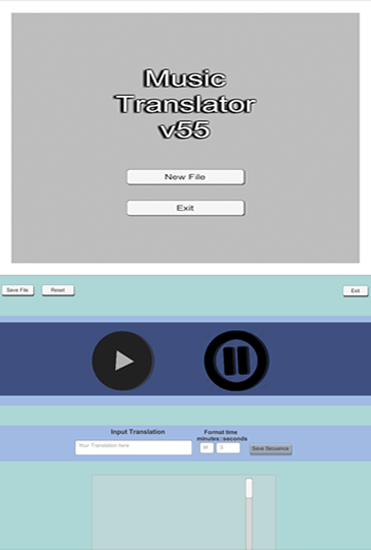 Music
Translator
v55
New File
Exit
Save File
Reset
Exit
Input Translation
Format time
minutes::seconds
Your Translation here
M
S
Save Sequence